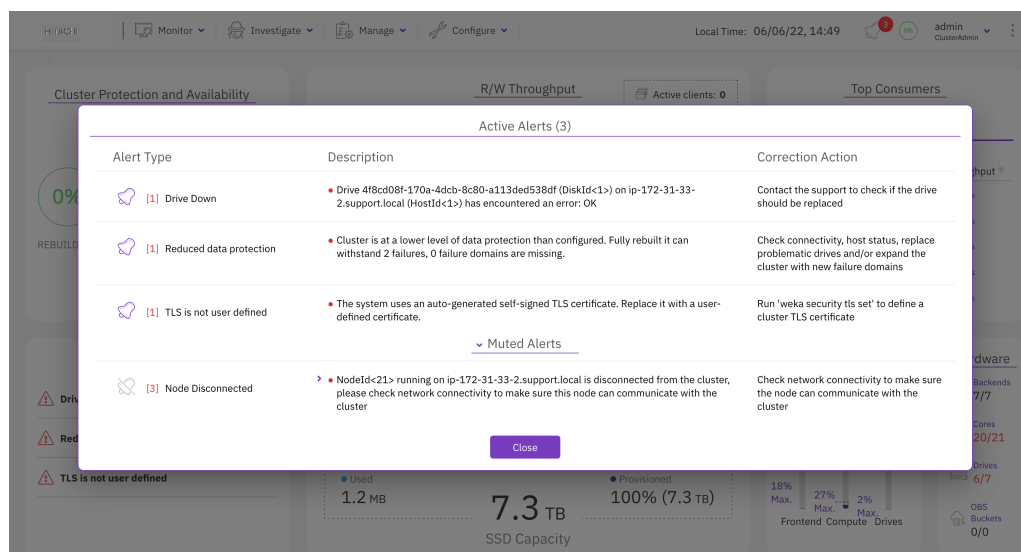 HITACHI
Monitor
Investigate
Manage
Configure
Local Time: 06/06/22, 14:49
3
0%
admin
ClusterAdmin
Cluster Protection and Availability
R/W Throughput
Active clients: 0
Top Consumers
Active Alerts (3)
Alert Type
Description
Correction Action
[1] Drive Down
• Drive 4f8cd08f-170a-4dcb-8c80-a113ded538df (DiskId<1>) on ip-172-31-33-
2.support.local (HostId<1>) has encountered an error: OK
Contact the support to check if the drive
should be replaced
[1] Reduced data protection
• Cluster is at a lower level of data protection than configured. Fully rebuilt it can
withstand 2 failures, 0 failure domains are missing.
Check connectivity, host status, replace
problematic drives and/or expand the
cluster with new failure domains
[1] TLS is not user defined
• The system uses an auto-generated self-signed TLS certificate. Replace it with a user-
defined certificate.
Run 'weka security tls set' to define a
cluster TLS certificate
Muted Alerts
[3] Node Disconnected
• NodeId<21> running on ip-172-31-33-2.support.local is disconnected from the cluster,
please check network connectivity to make sure this node can communicate with the
cluster
Check network connectivity to make sure
the node can communicate with the
cluster
Close
0%
REBUILD
ghput
Driv
Red
TLS is not user defined
Used
1.2 MB
7.3 TB
SSD Capacity
Provisioned
100% (7.3 TB)
18%
Max.
27%
Max.
2%
Max.
Frontend Compute Drives
dware
Backends
7/7
Cores
20/21
Drives
6/7
OBS
Buckets
0/0